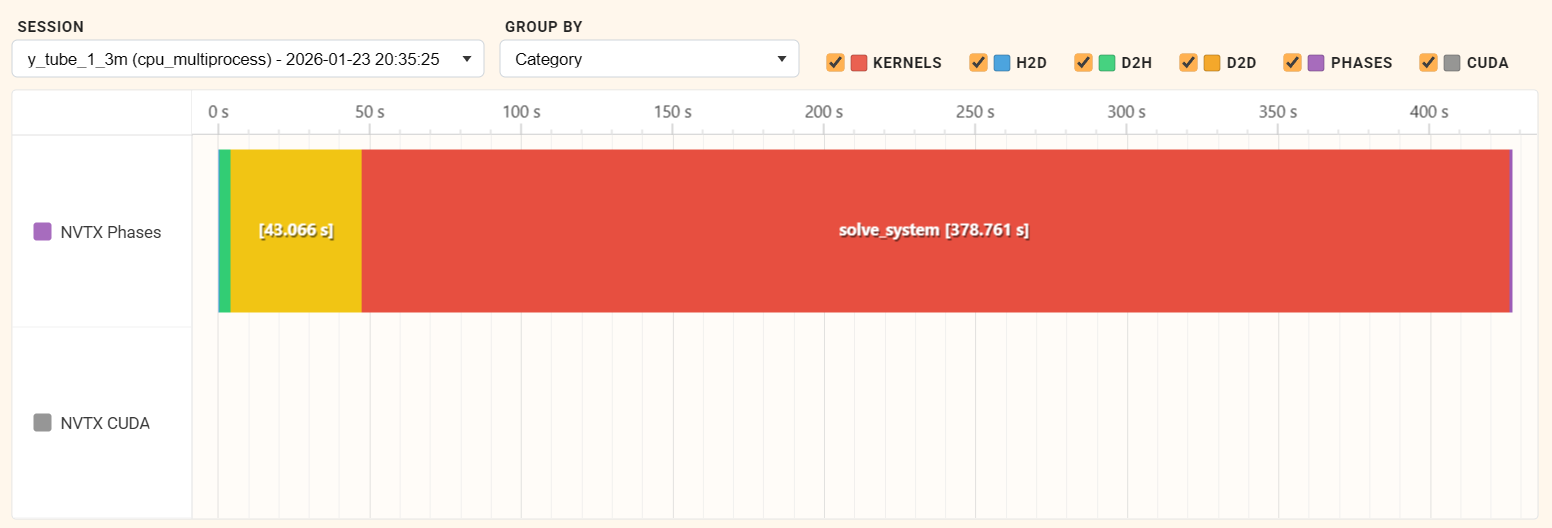 SESSION
GROUP BY
y_tube_1_3m (cpu_multiprocess) - 2026-01-23 20:35:25
Category
KERNELS
H2D
D2H
D2D
PHASES
CUDA
0 s
50 s
100 s
150 s
200 s
250 s
300 s
350 s
400 s
NVTX Phases
[43.066 s]
solve_system [378.761 s]
NVTX CUDA